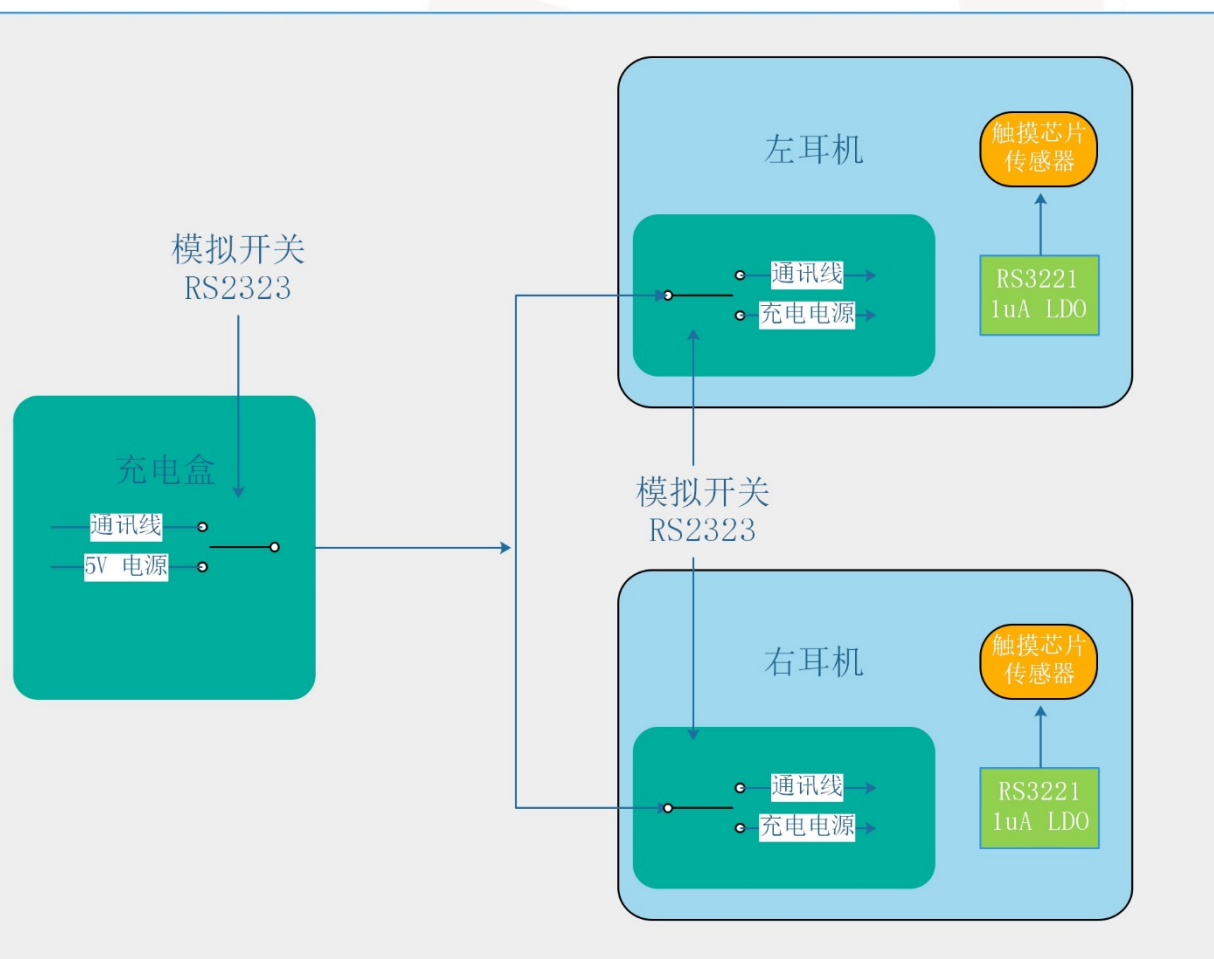 模拟开关
RS2323
充电盒
通讯线
5V 电源
左耳机
触摸芯片
传感器
通讯线
充电电源
RS3221
1uA LDO
模拟开关
RS2323
右耳机
触摸芯片
传感器
通讯线
充电电源
RS3221
1uA LDO